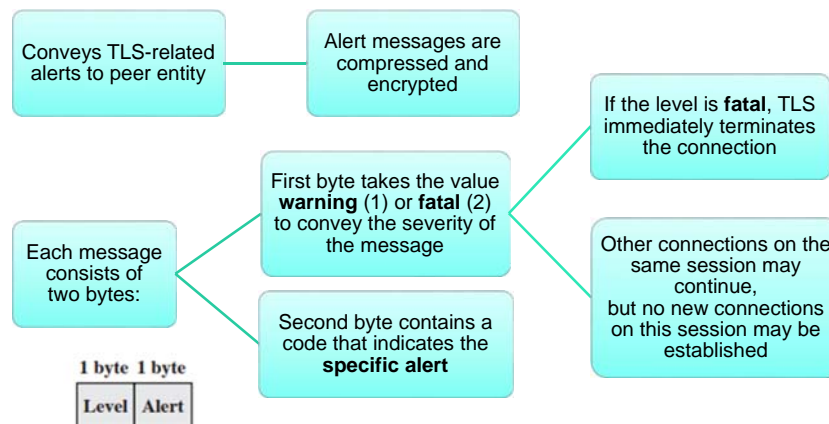 Conveys TLS-related
alerts to peer entity
Alert messages are
compressed and
encrypted
Each message
consists of
two bytes:
First byte takes the value
warning (1) or fatal (2)
to convey the severity of
the message
If the level is fatal, TLS
immediately terminates
the connection
Other connections on the
same session may
continue,
but no new connections
on this session may be
established
Second byte contains a
code that indicates the
specific alert
1 byte 1 byte
Level Alert